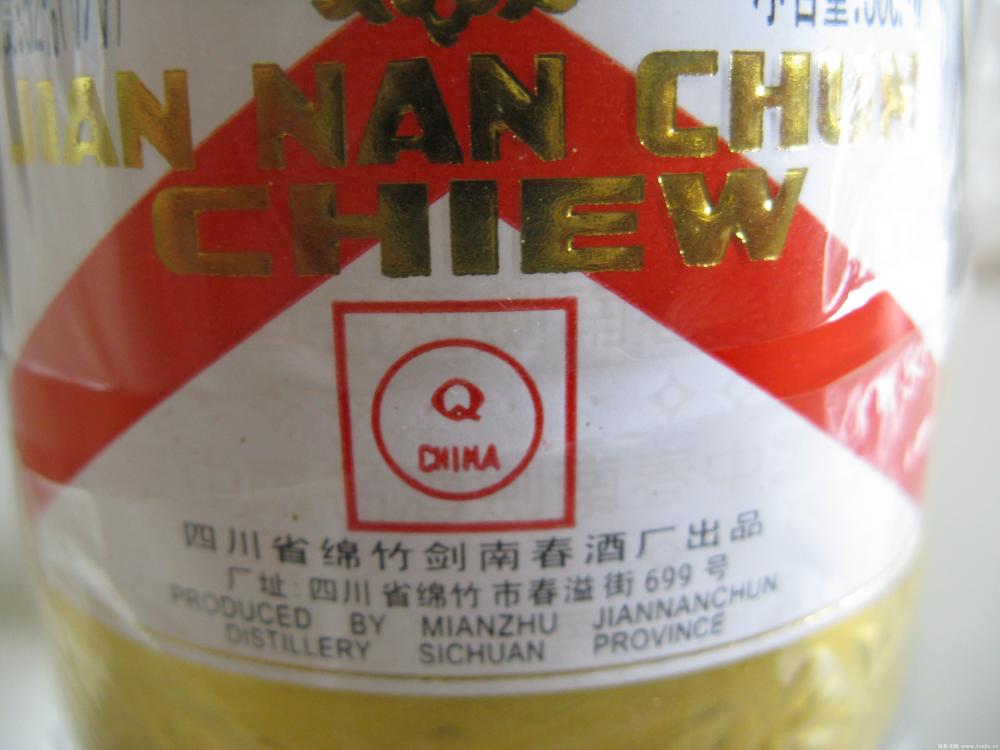 JIAN NAN CHUN
CHIEW
Q
CHINA
四川省绵竹剑南春酒厂出品
厂址:四川省绵竹市春溢街699号
PRODUCED BY MIANZHU JIANNANCHUN
DISTILLERY SICHUAN PROVINCE